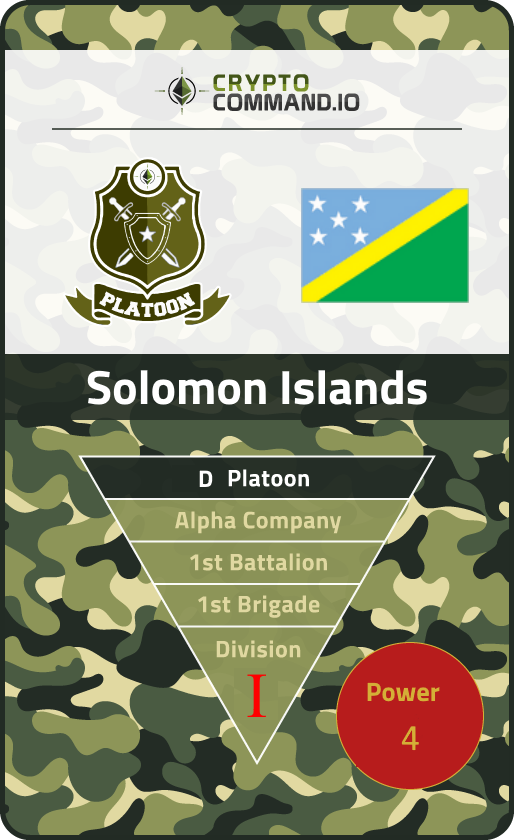 CRYPTO
COMMAND.IO
PLATOON
Solomon Islands
D Platoon
Alpha Company
1st Battalion
1st Brigade
Division
I
Power
4